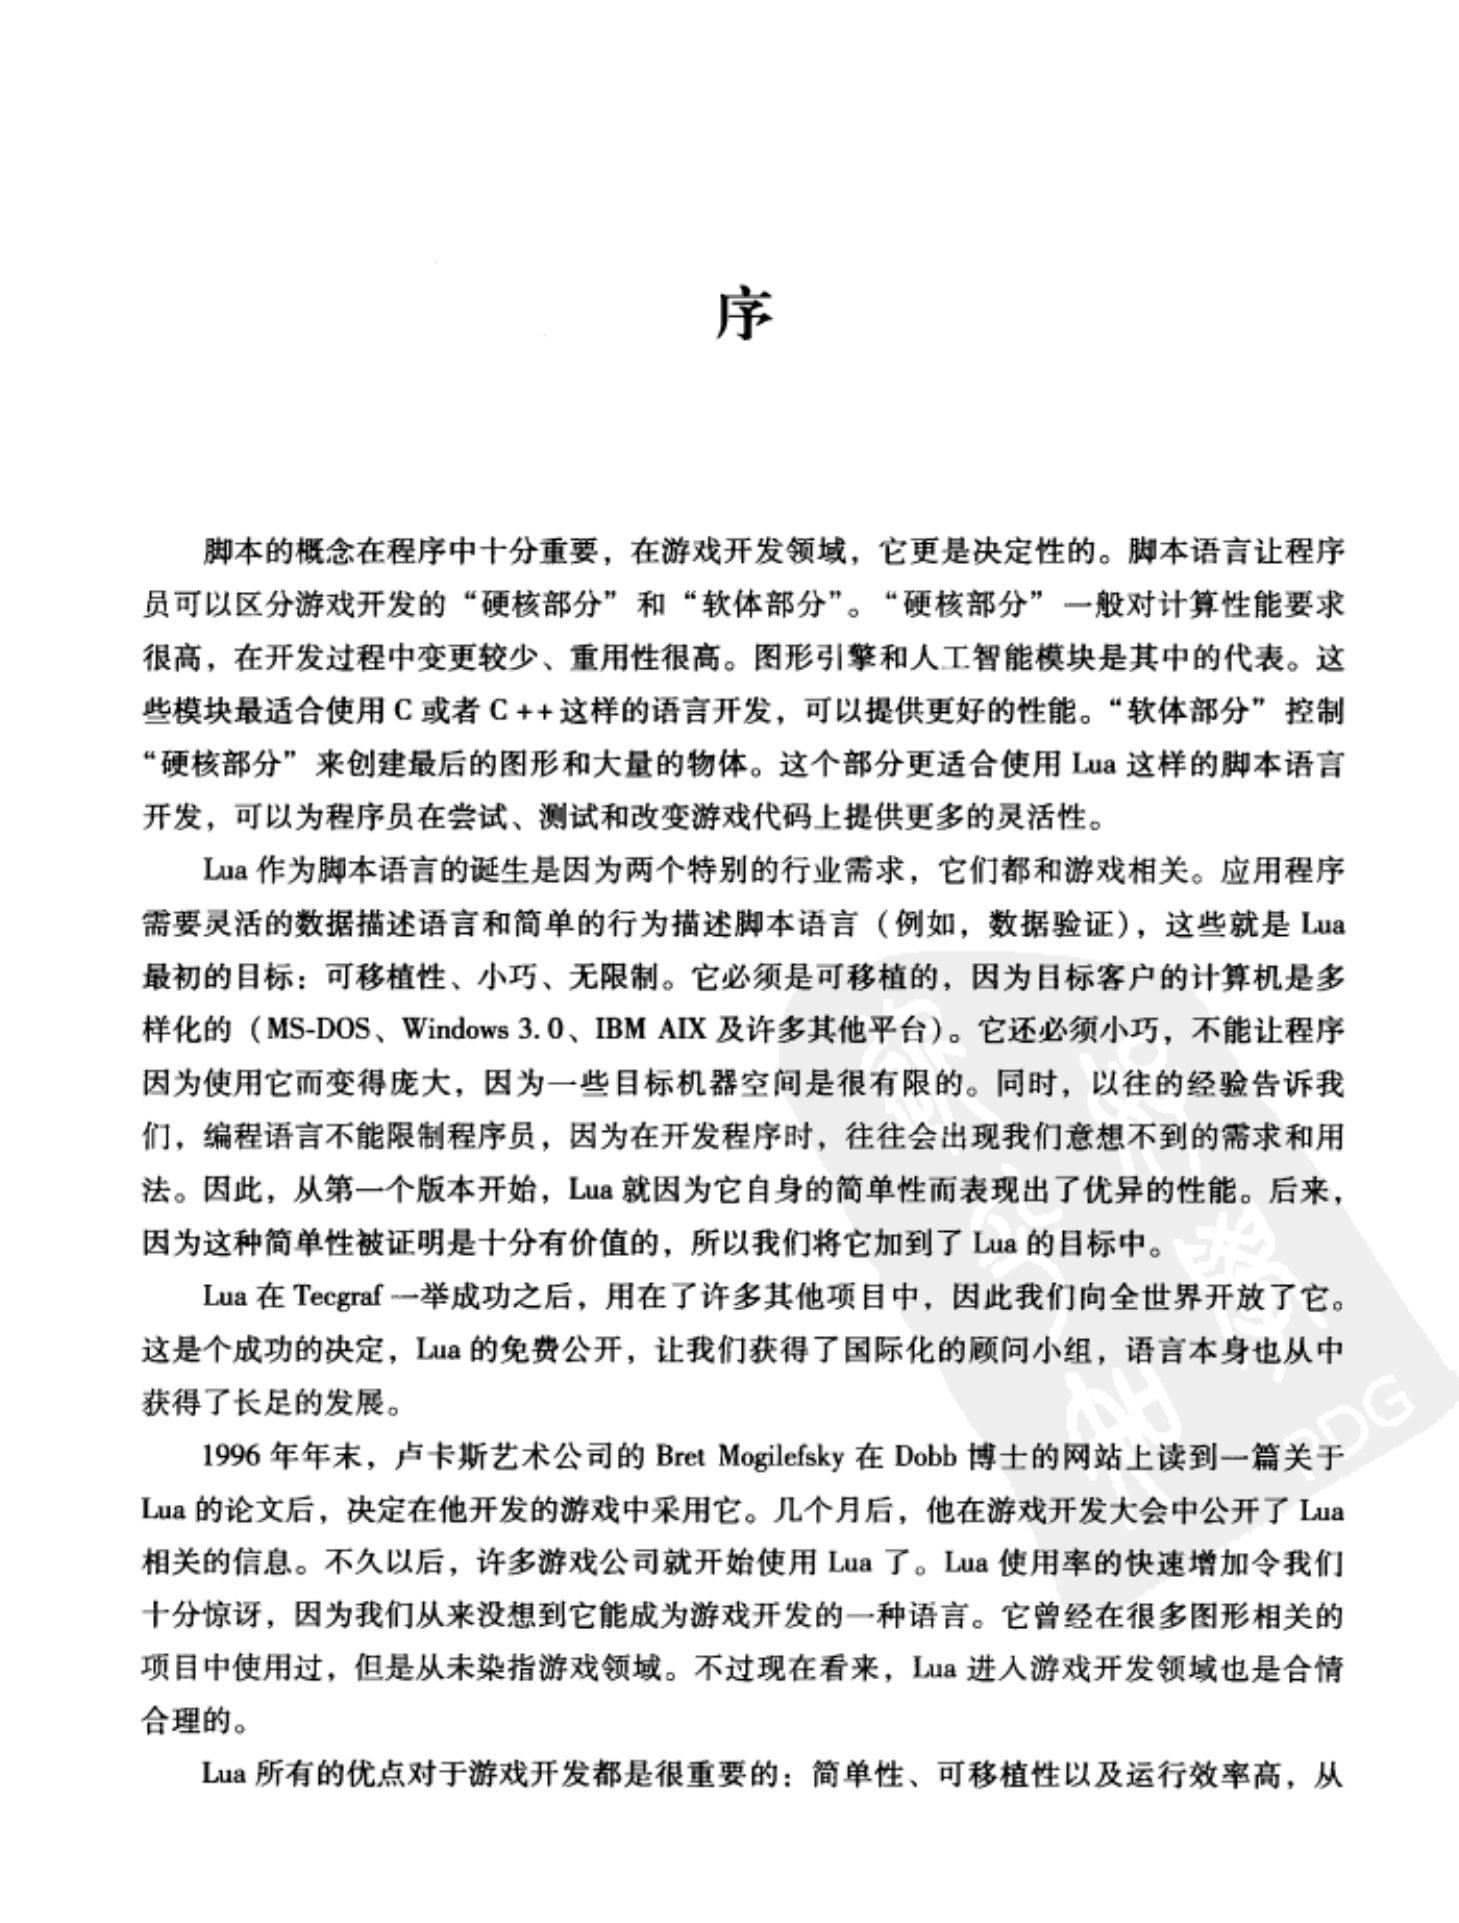 序
脚本的概念在程序中十分重要，在游戏开发领域，它更是决定性的。脚本语言让程序
员可以区分游戏开发的“硬核部分”和“软体部分”。“硬核部分”一般对计算性能要求
很高，在开发过程中变更较少、重用性很高。图形引擎和人工智能模块是其中的代表。这
些模块最适合使用 C 或者 C++这样的语言开发，可以提供更好的性能。“软体部分”控制
“硬核部分”来创建最后的图形和大量的物体。这个部分更适合使用 Lua 这样的脚本语言
开发，可以为程序员在尝试、测试和改变游戏代码上提供更多的灵活性。
Lua 作为脚本语言的诞生是因为两个特别的行业需求，它们都和游戏相关。应用程序
需要灵活的数据描述语言和简单的行为描述脚本语言（例如，数据验证），这些就是 Lua
最初的目标：可移植性、小巧、无限制。它必须是可移植的，因为目标客户的计算机是多
样化的（MS-DOS、Windows 3.0、IBM AIX 及许多其他平台）。它还必须小巧，不能让程序
因为使用它而变得庞大，因为一些目标机器空间是很有限的。同时，以往的经验告诉我
们，编程语言不能限制程序员，因为在开发程序时，往往会出现我们意想不到的需求和用
法。因此，从第一个版本开始，Lua 就因为它自身的简单性而表现出了优异的性能。后来，
因为这种简单性被证明是十分有价值的，所以我们将它加到了 Lua 的目标中。
Lua 在 Tecgraf 一举成功之后，用在了许多其他项目中，因此我们向全世界开放了它。
这是个成功的决定，Lua 的免费公开，让我们获得了国际化的顾问小组，语言本身也从中
获得了长足的发展。
1996 年年末，卢卡斯艺术公司的 Bret Mogilefsky 在 Dobb 博士的网站上读到一篇关于
Lua 的论文后，决定在他开发的游戏中采用它。几个月后，他在游戏开发大会中公开了 Lua
相关的信息。不久以后，许多游戏公司就开始使用 Lua 了。Lua 使用率的快速增加令我们
十分惊讶，因为我们从来没想到它能成为游戏开发的一种语言。它曾经在很多图形相关的
项目中使用过，但是从未染指游戏领域。不过现在看来，Lua 进入游戏开发领域也是合情
合理的。
Lua 所有的优点对于游戏开发都是很重要的：简单性、可移植性以及运行效率高，从
PDG